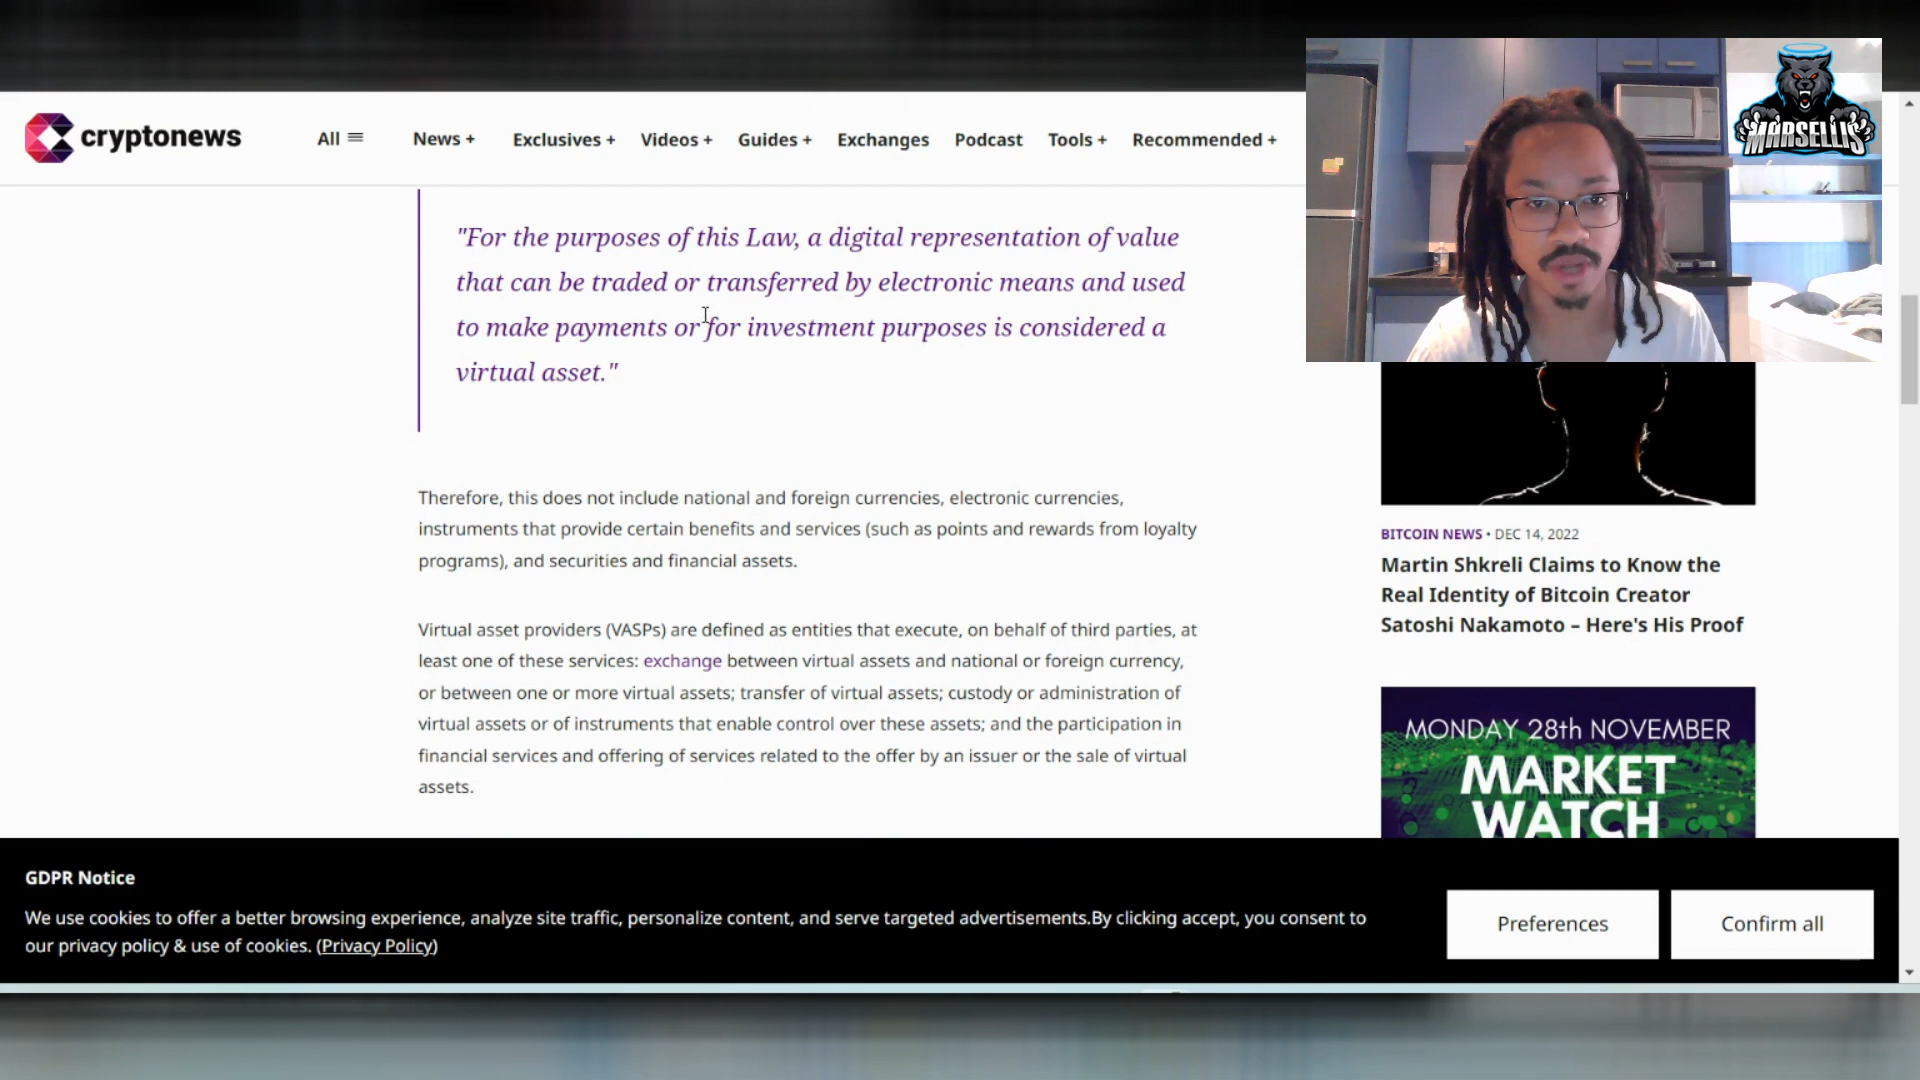 cryptonews
All
News +
Exclusives +
Videos +
Guides +
Exchanges
Podcast
Tools +
Recommended +
MARSELLIS
"For the purposes of this Law, a digital representation of value
that can be traded or transferred by electronic means and used
to make payments or for investment purposes is considered a
virtual asset."
Therefore, this does not include national and foreign currencies, electronic currencies,
instruments that provide certain benefits and services (such as points and rewards from loyalty
programs), and securities and financial assets.
Virtual asset providers (VASPs) are defined as entities that execute, on behalf of third parties, at
least one of these services: exchange between virtual assets and national or foreign currency,
or between one or more virtual assets; transfer of virtual assets; custody or administration of
virtual assets or of instruments that enable control over these assets; and the participation in
financial services and offering of services related to the offer by an issuer or the sale of virtual
assets.
BITCOIN NEWS • DEC 14, 2022
Martin Shkreli Claims to Know the
Real Identity of Bitcoin Creator
Satoshi Nakamoto – Here's His Proof
MONDAY 28th NOVEMBER
MARKET
WATCH
GDPR Notice
We use cookies to offer a better browsing experience, analyze site traffic, personalize content, and serve targeted advertisements.By clicking accept, you consent to
our privacy policy & use of cookies. (Privacy Policy)
Preferences
Confirm all